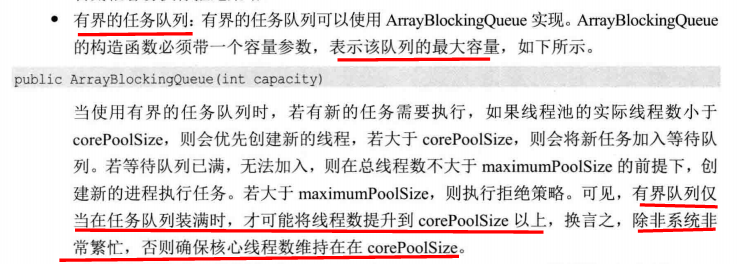 • 有界的任务队列：有界的任务队列可以使用 ArrayBlockingQueue 实现。ArrayBlockingQueue
的构造函数必须带一个容量参数，表示该队列的最大容量，如下所示。
public ArrayBlockingQueue(int capacity)
当使用有界的任务队列时，若有新的任务需要执行，如果线程池的实际线程数小于
corePoolSize，则会优先创建新的线程，若大于 corePoolSize，则会将新任务加入等待队
列。若等待队列已满，无法加入，则在总线程数不大于 maximumPoolSize 的前提下，创
建新的进程执行任务。若大于 maximumPoolSize，则执行拒绝策略。可见，有界队列仅
当在任务队列装满时，才可能将线程数提升到 corePoolSize 以上，换言之，除非系统非
常繁忙，否则确保核心线程数维持在在 corePoolSize。